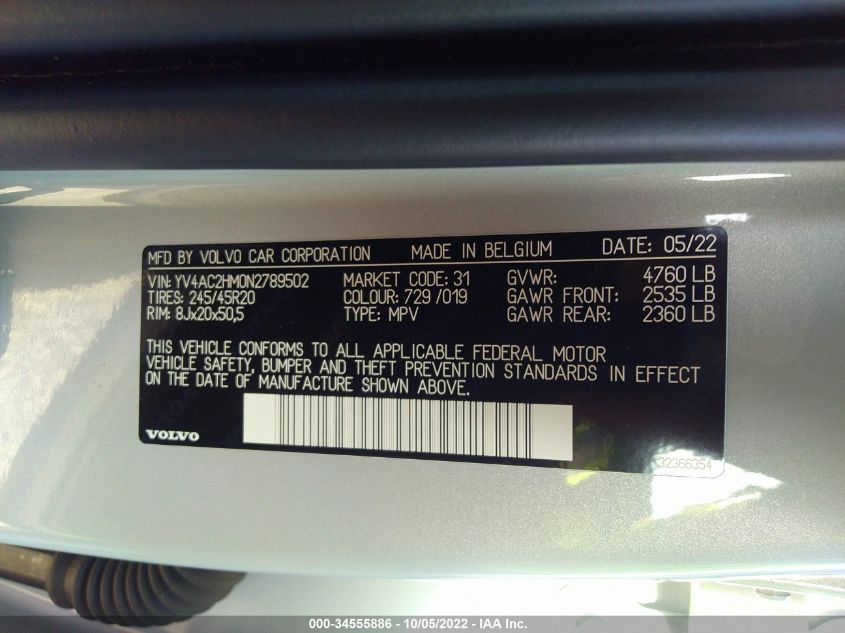 MFD BY VOLVO CAR CORPORATION MADE IN BELGIUM DATE: 05/22
VIN: YV4AC2HM0N2789502 MARKET CODE: 31 GVWR: 4760 LB
TIRES: 245/45R20 COLOUR: 729 /019 GAWR FRONT: 2535 LB
RIM: 8Jx20x50,5 TYPE: MPV GAWR REAR: 2360 LB
THIS VEHICLE CONFORMS TO ALL APPLICABLE FEDERAL MOTOR
VEHICLE SAFETY, BUMPER AND THEFT PREVENTION STANDARDS IN EFFECT
ON THE DATE OF MANUFACTURE SHOWN ABOVE.
VOLVO
32366354
000-34555886 - 10/05/2022 - IAA Inc.